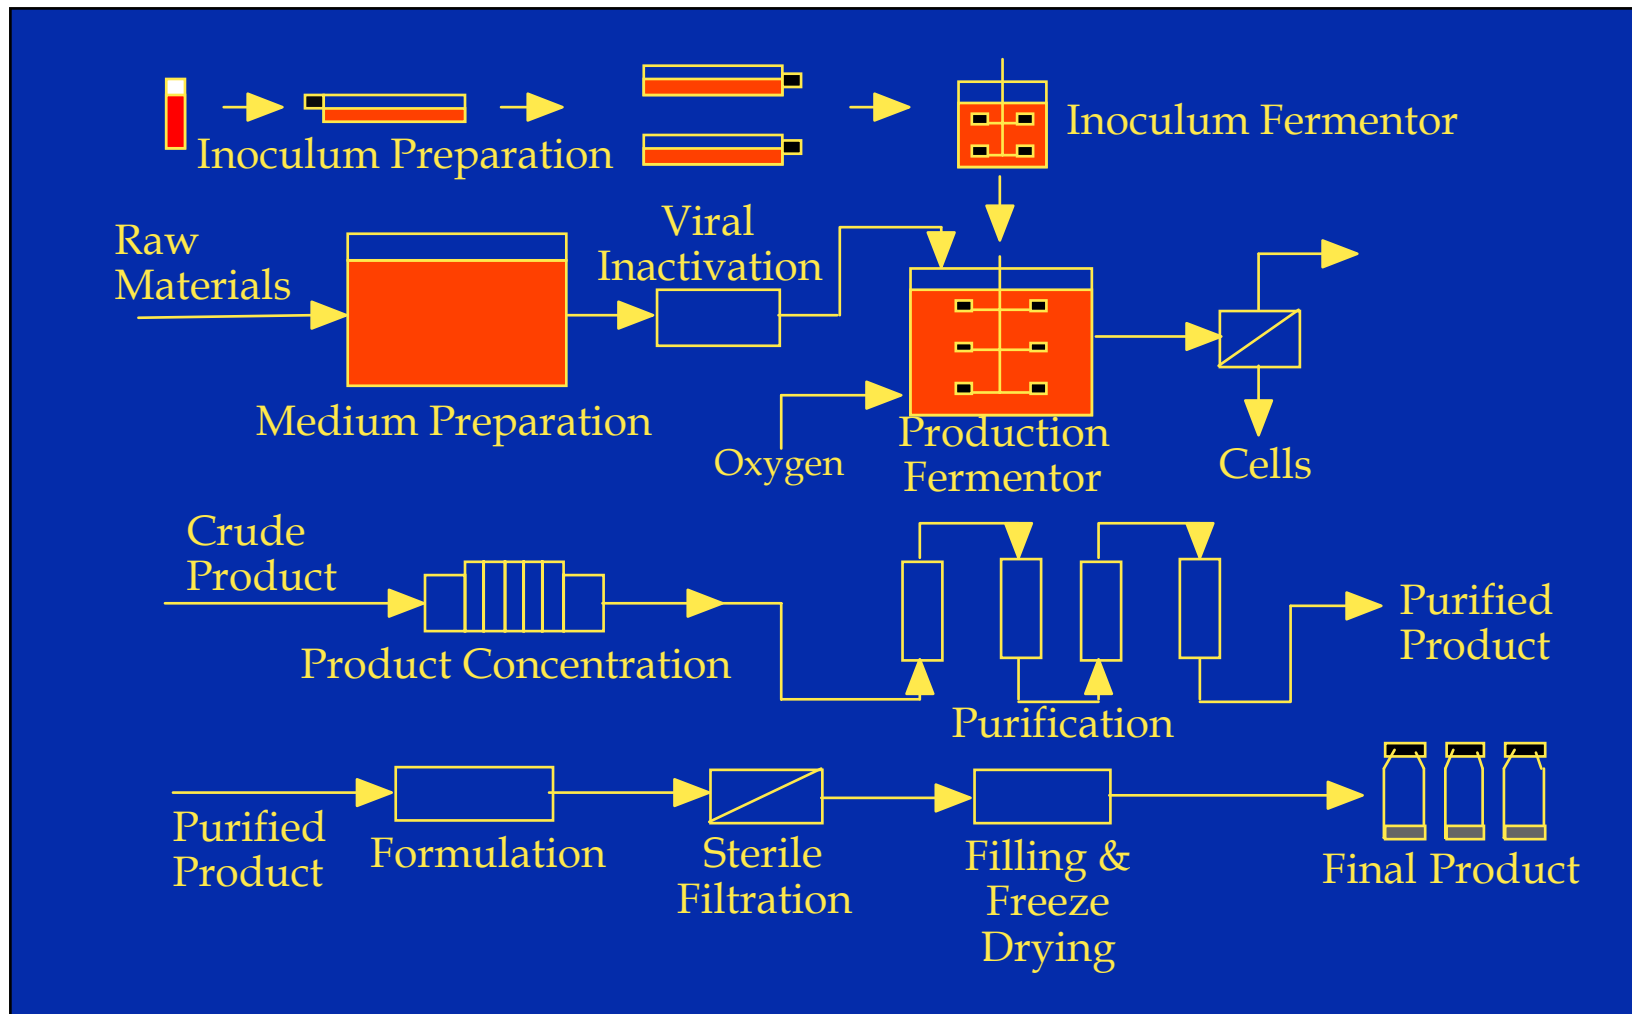 Inoculum Preparation
Inoculum Fermentor
Raw
Materials
Viral
Inactivation
Medium Preparation
Oxygen
Production
Fermentor
Cells
Crude
Product
Product Concentration
Purification
Purified
Product
Purified
Product
Formulation
Sterile
Filtration
Filling &
Freeze
Drying
Final Product